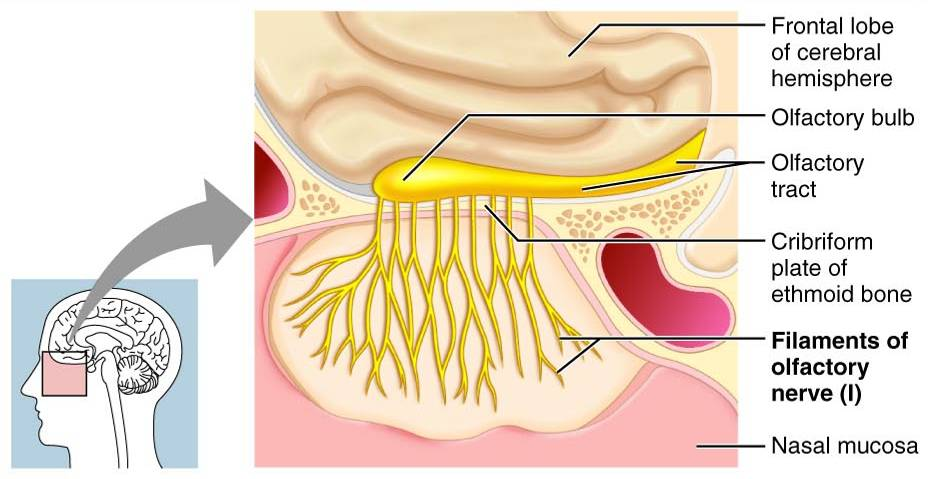 Frontal lobe
of cerebral
hemisphere
Olfactory bulb
Olfactory
tract
Cribriform
plate of
ethmoid bone
Filaments of
olfactory
nerve (I)
Nasal mucosa